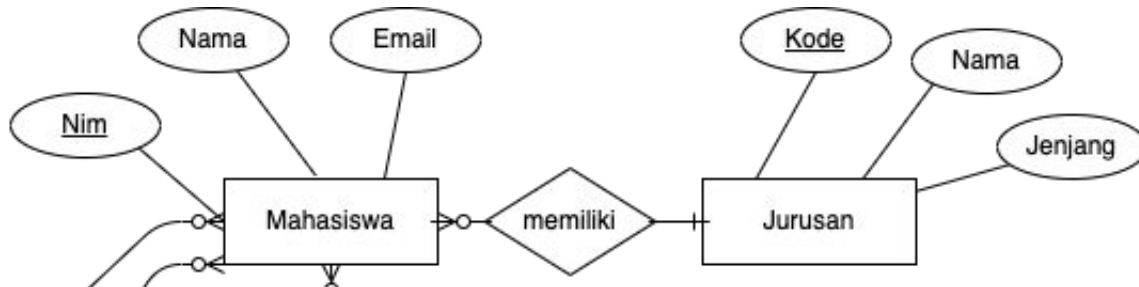 Nama
Email
Kode
Nama
Nim
Jenjang
Mahasiswa
memiliki
Jurusan